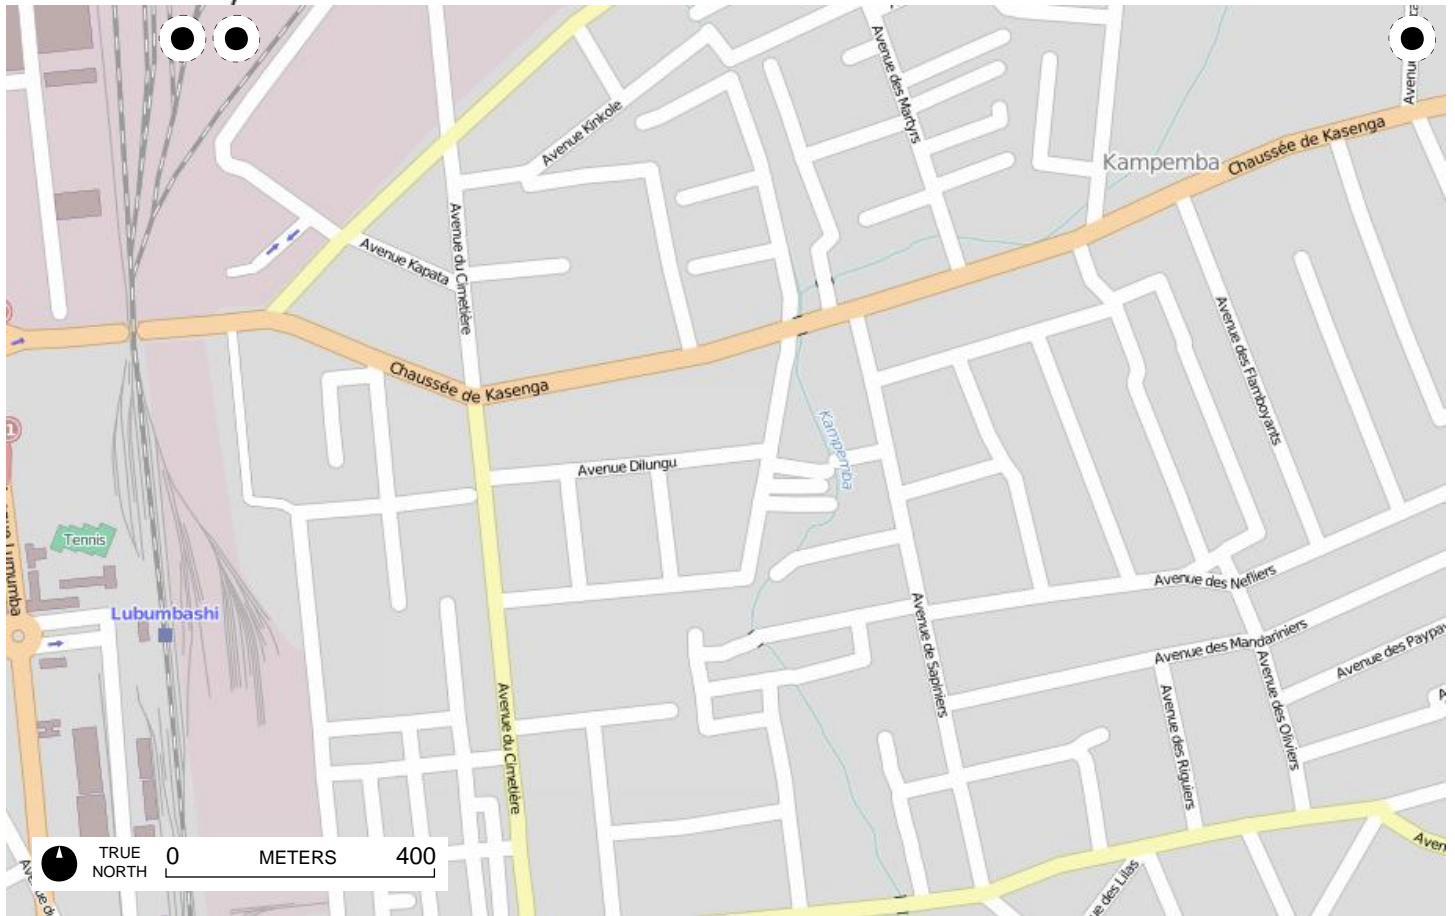 Avenue des Martyrs
Avenue Kinkole
Kampemba
Chaussée de Kasenga
Avenue du Cimetière
Avenue Kapata
Avenue des Flamboyants
Chaussée de Kasenga
Kampemba
Avenue Dilungu
Tennis
Lumumba
Lubumbashi
Avenue des Nefliers
Avenue de Sapiniers
Avenue des Mandariniers
Avenue des
Avenue des Oliviers
Avenue du Cimetière
Avenue des Riguiers
TRUE
NORTH
0 METERS 400
des Lilas